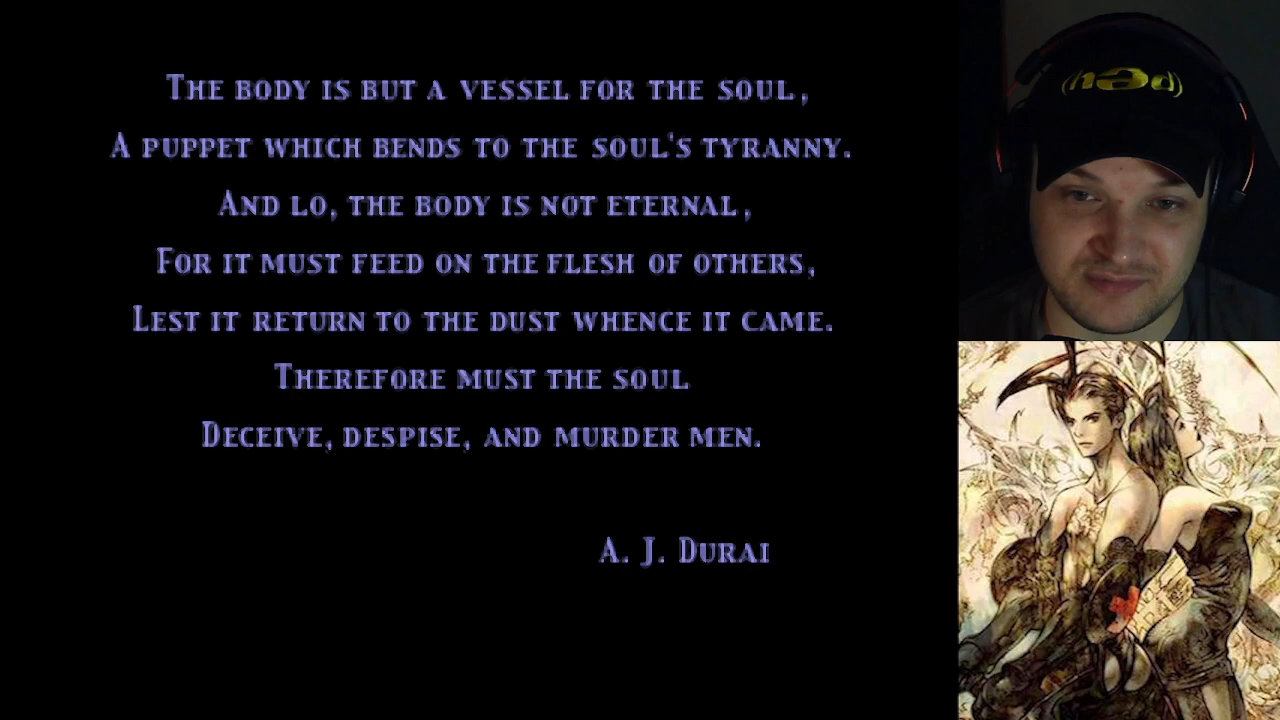 The body is but a vessel for the soul,
A puppet which bends to the soul's tyranny.
And lo, the body is not eternal,
For it must feed on the flesh of others,
Lest it return to the dust whence it came.
Therefore must the soul
Deceive, despise, and murder men.
A. J. Durai
(həd)